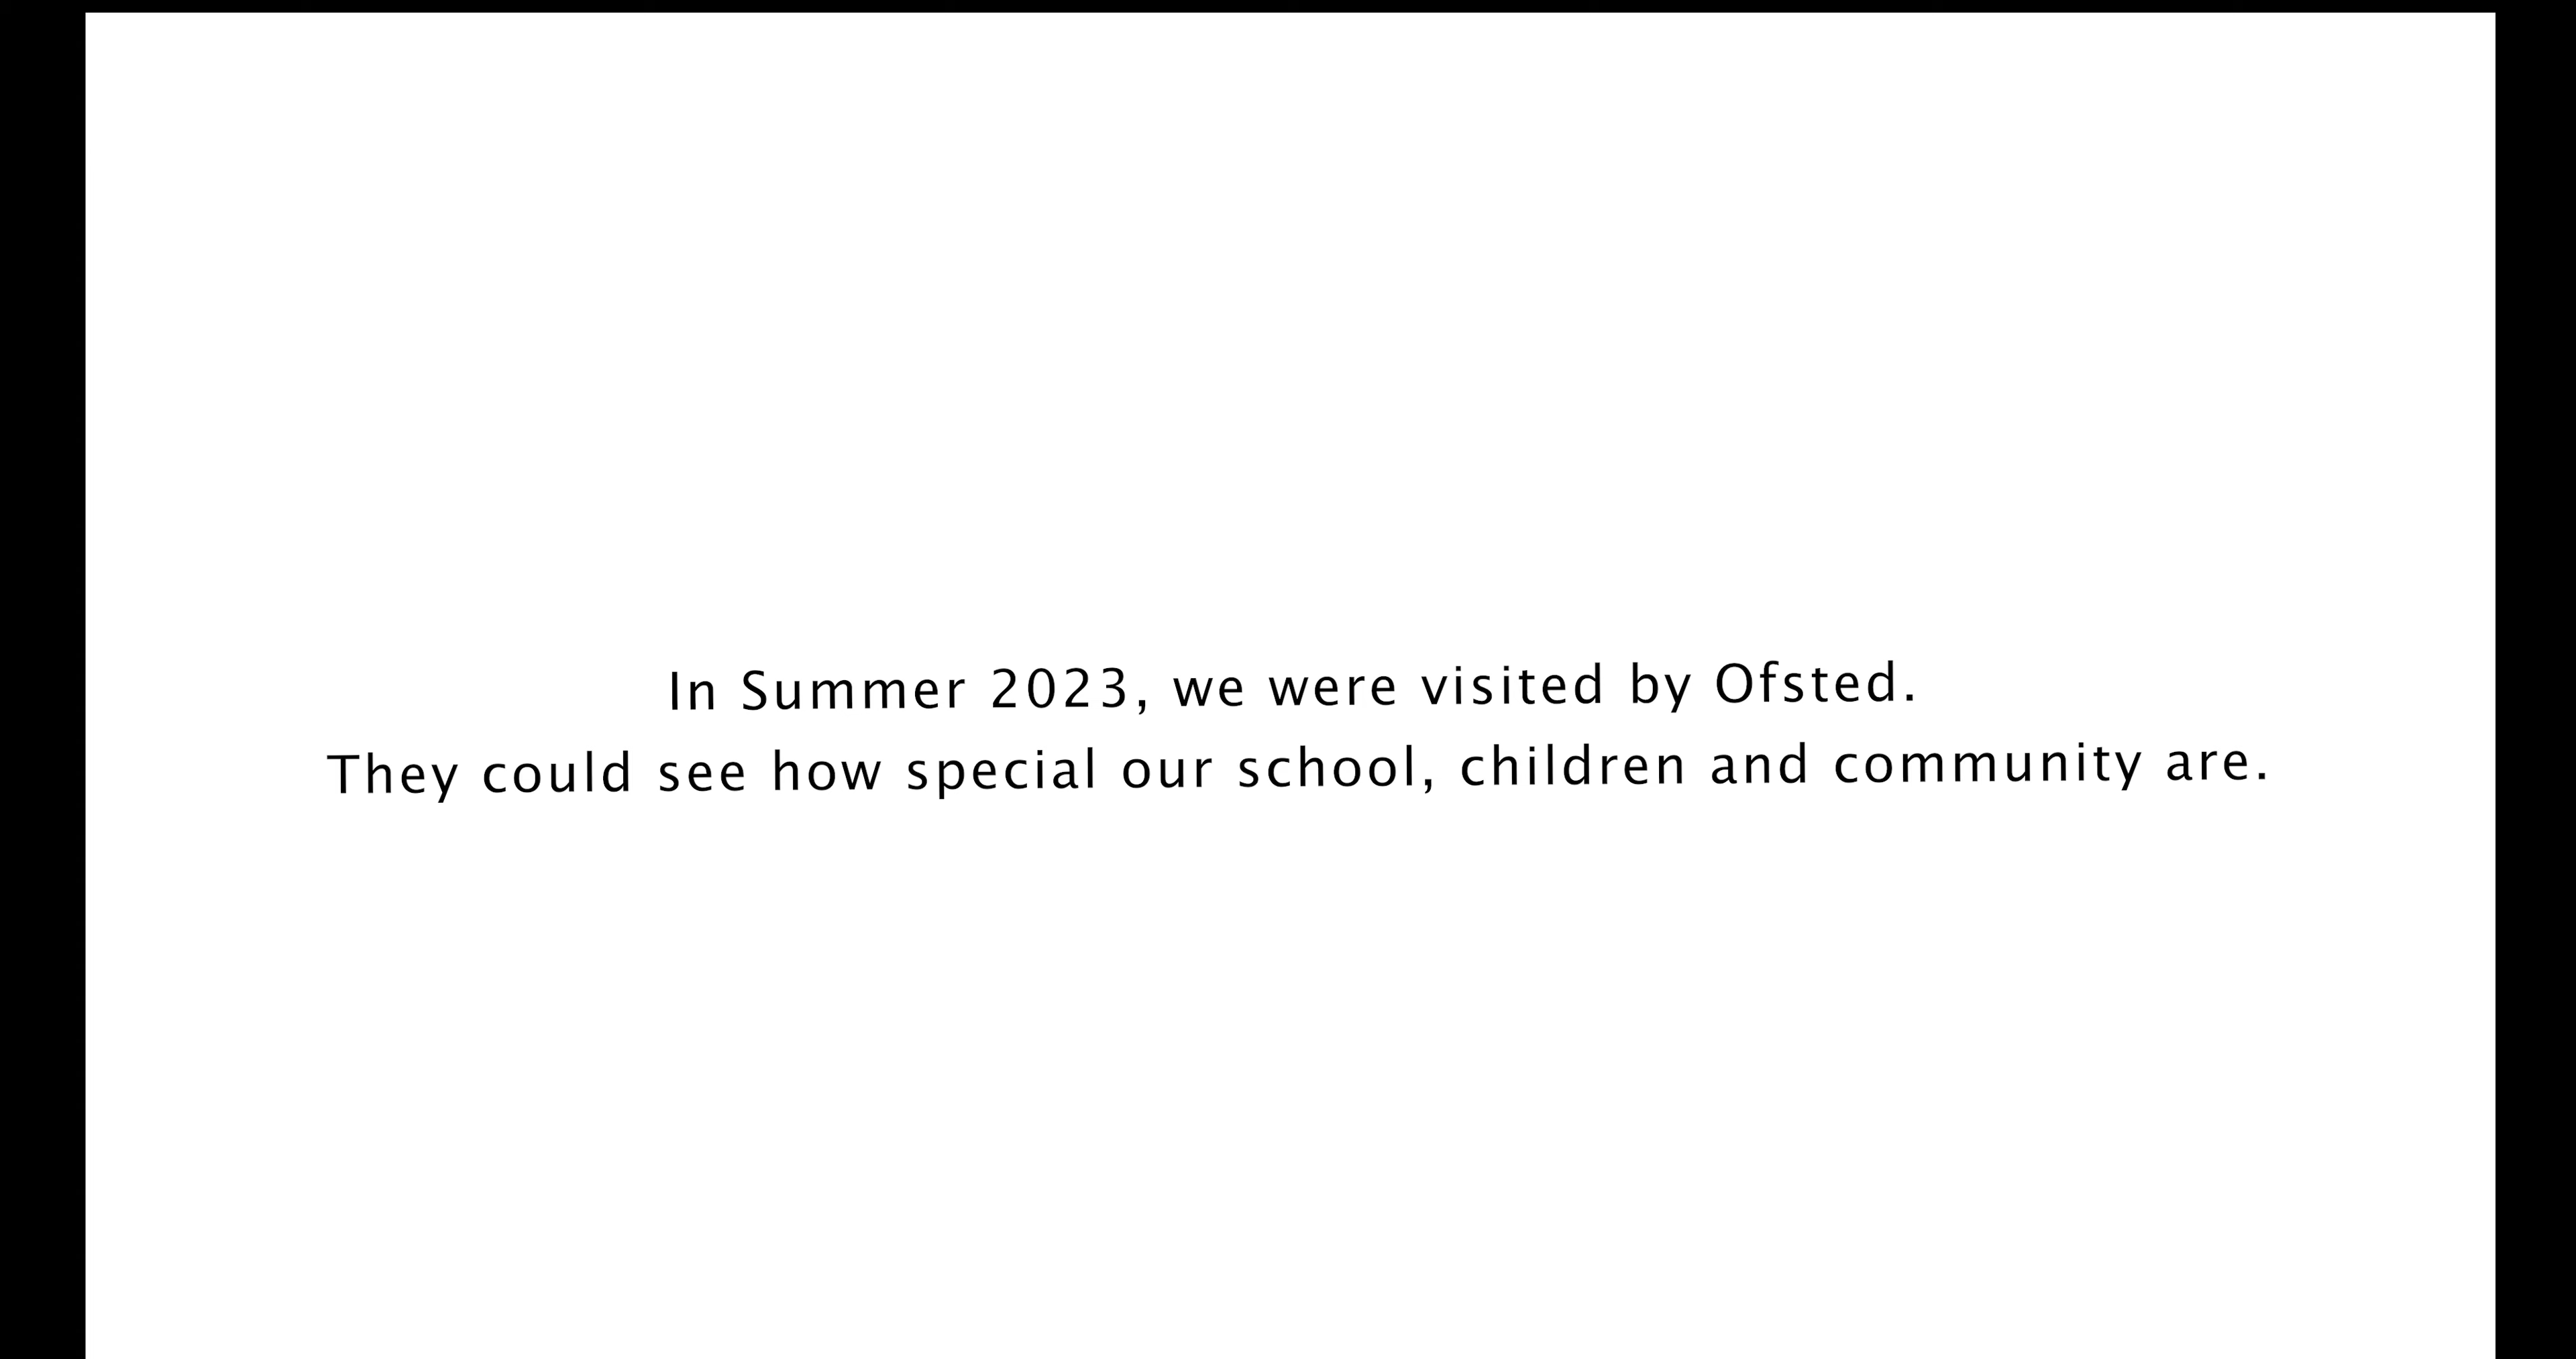 In Summer 2023, we were visited by Ofsted.
They could see how special our school, children and community are.